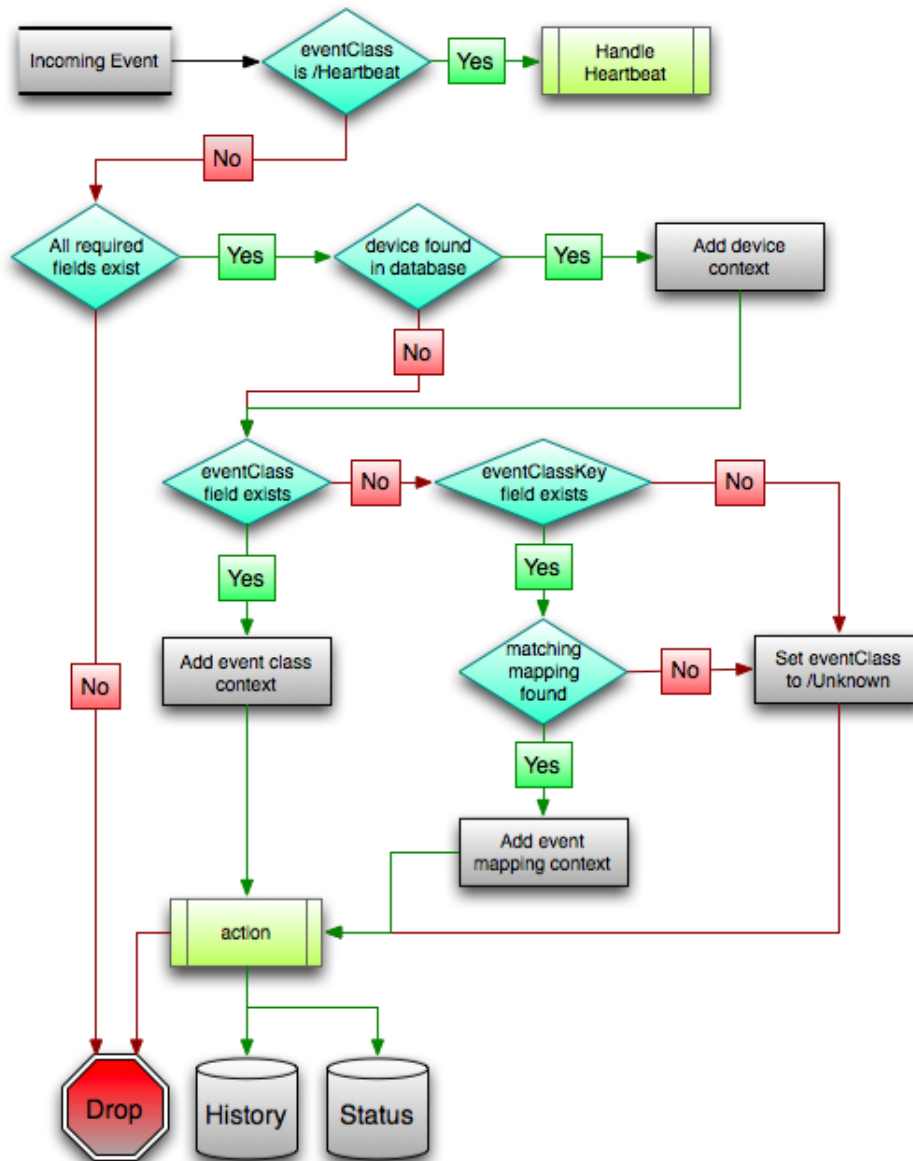 Incoming Event
eventClass
is /Heartbeat
Yes
Handle
Heartbeat
No
All required
fields exist
Yes
device found
in database
Yes
Add device
context
No
eventClass
field exists
No
eventClassKey
field exists
No
Yes
Yes
Add event class
context
matching
mapping
found
No
Set eventClass
to /Unknown
No
Yes
Add event
mapping context
action
Drop
History
Status